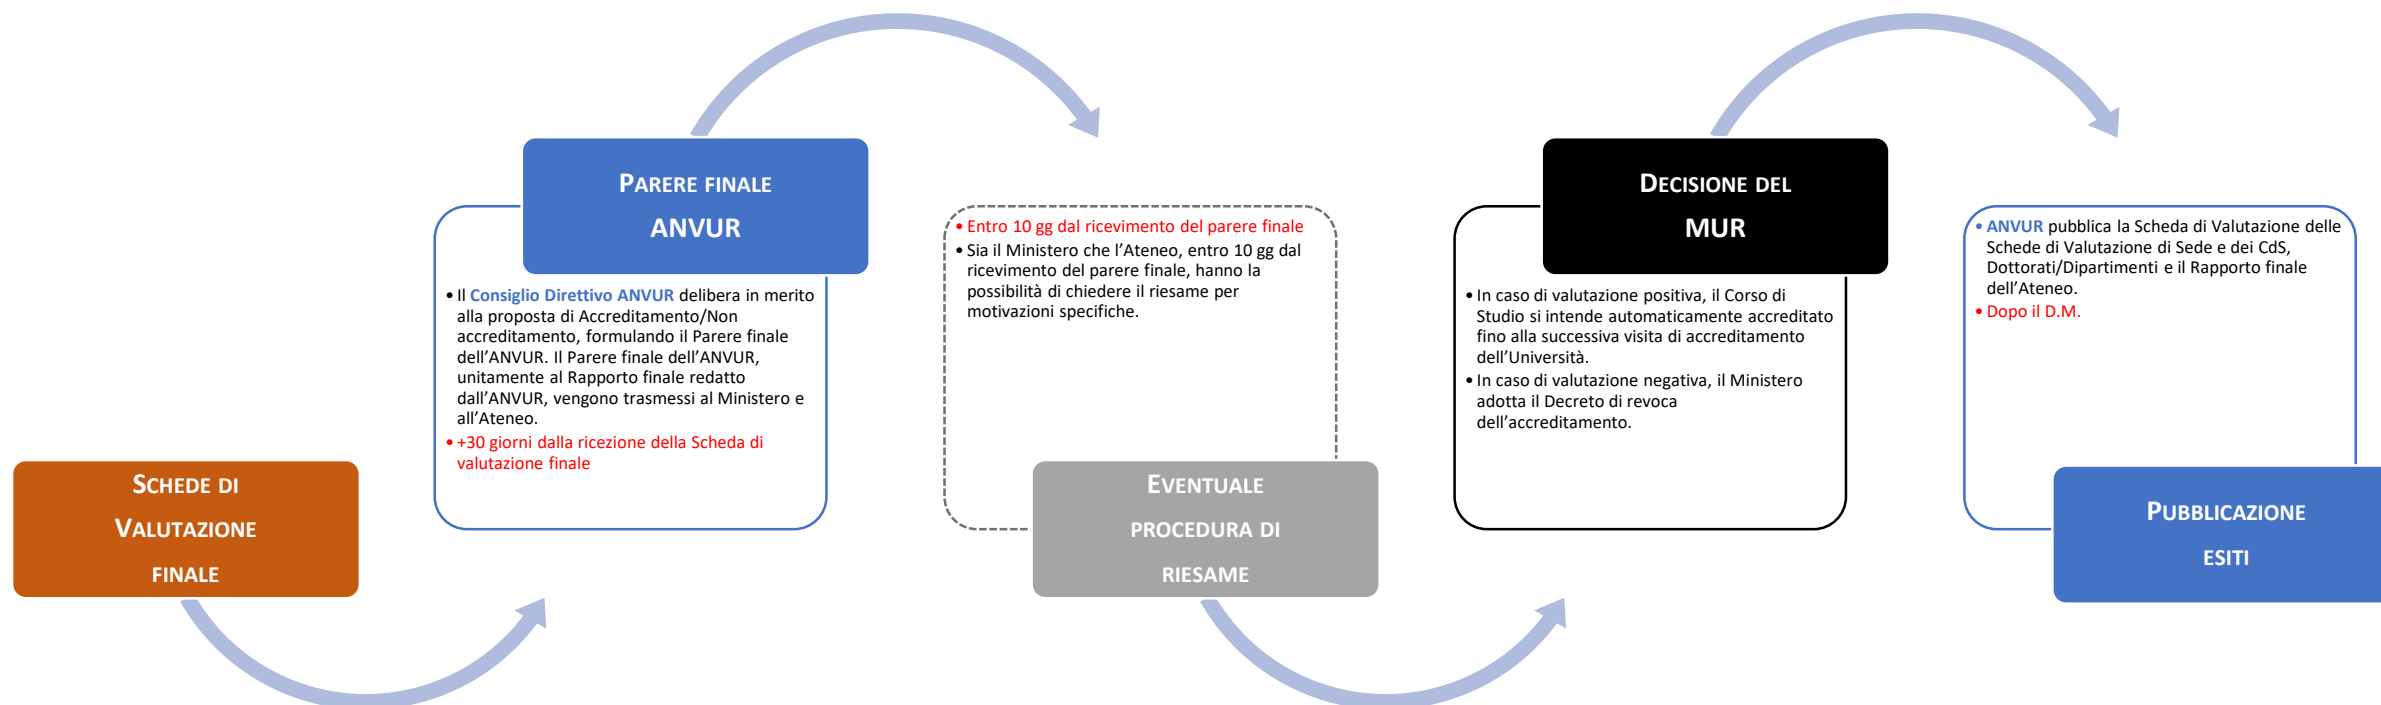 SCHEDE DI
VALUTAZIONE
FINALE
PARERE FINALE
ANVUR
• Il Consiglio Direttivo ANVUR delibera in merito
alla proposta di Accreditamento/Non
accreditamento, formulando il Parere finale
dell’ANVUR. Il Parere finale dell’ANVUR,
unitamente al Rapporto finale redatto
dall’ANVUR, vengono trasmessi al Ministero e
all’Ateneo.
• +30 giorni dalla ricezione della Scheda di
valutazione finale
• Entro 10 gg dal ricevimento del parere finale
• Sia il Ministero che l’Ateneo, entro 10 gg dal
ricevimento del parere finale, hanno la
possibilità di chiedere il riesame per
motivazioni specifiche.
EVENTUALE
PROCEDURA DI
RIESAME
DECISIONE DEL
MUR
• In caso di valutazione positiva, il Corso di
Studio si intende automaticamente accreditato
fino alla successiva visita di accreditamento
dell’Università.
• In caso di valutazione negativa, il Ministero
adotta il Decreto di revoca
dell’accreditamento.
• ANVUR pubblica la Scheda di Valutazione delle
Schede di Valutazione di Sede e dei CdS,
Dottorati/Dipartimenti e il Rapporto finale
dell’Ateneo.
• Dopo il D.M.
PUBBLICAZIONE
ESITI